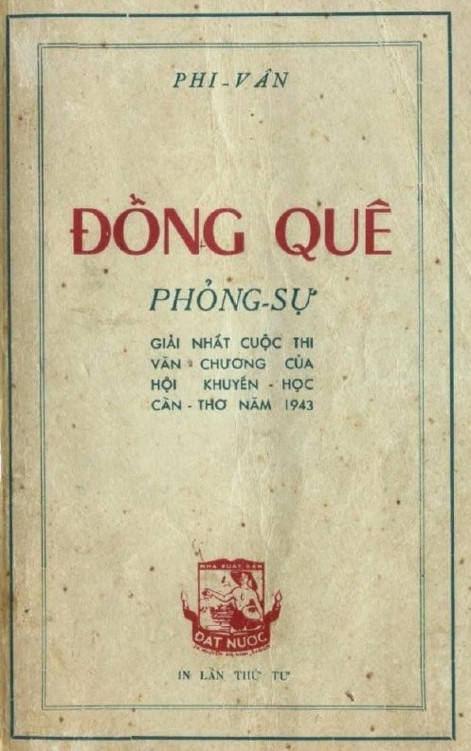 PHI-VÂN
ĐỒNG QUÊ
PHỎNG-SỰ
GIẢI NHẤT CUỘC THI
VĂN CHƯƠNG CỦA
HỘI KHUYẾN - HỌC
CẦN - THƠ NĂM 1943
NHÀ XUẤT BẢN
ĐẤT NƯỚC
IN LẦN THỨ TƯ